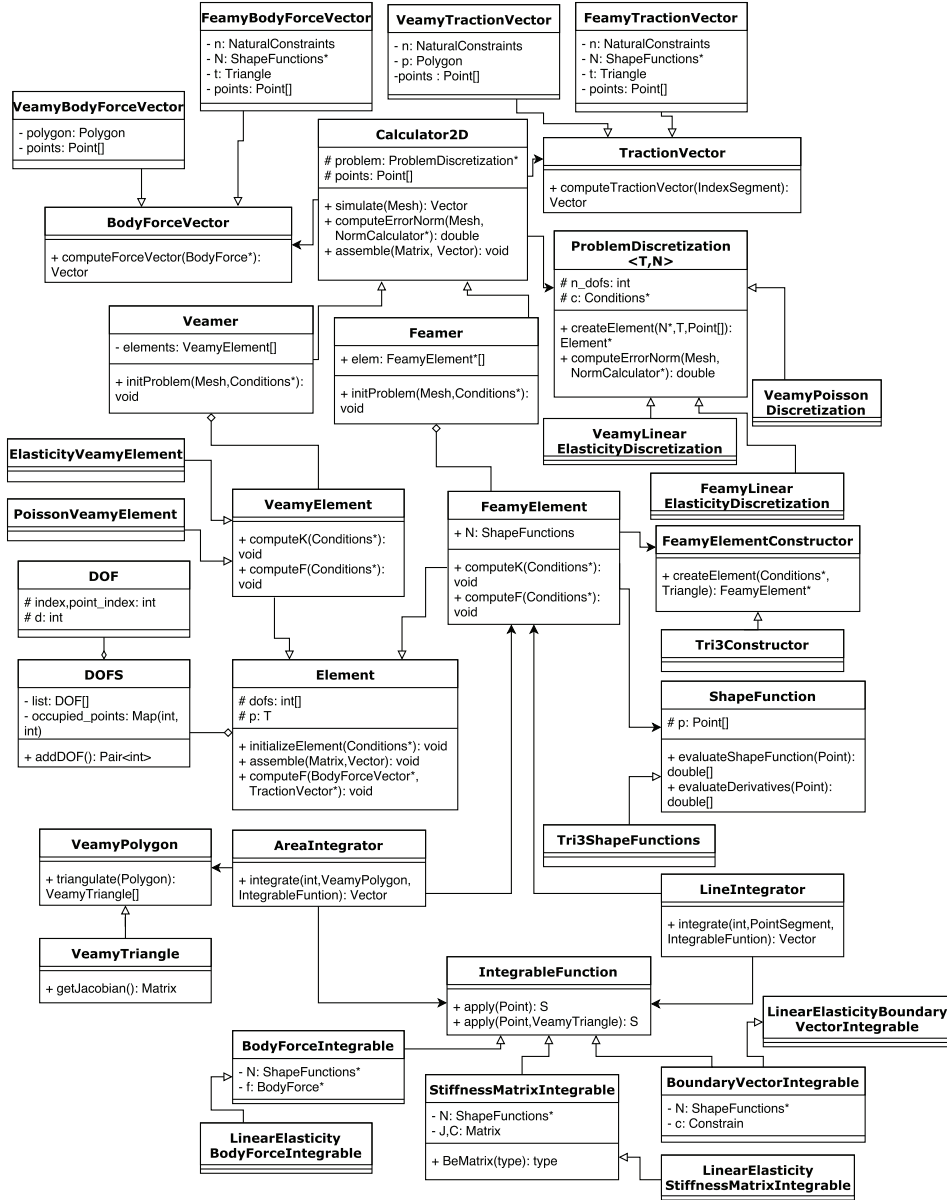 FeamyBodyForceVector
- n: NaturalConstraints
- N: ShapeFunctions*
- t: Triangle
- points: Point[]
VeamyTractionVector
- n: NaturalConstraints
- p: Polygon
-points : Point[]
FeamyTractionVector
- n: NaturalConstraints
- N: ShapeFunctions*
- t: Triangle
- points: Point[]
VeamyBodyForceVector
- polygon: Polygon
- points: Point[]
Calculator2D
# problem: ProblemDiscretization*
# points: Point[]
+ simulate(Mesh): Vector
+ computeErrorNorm(Mesh,
NormCalculator*): double
+ assemble(Matrix, Vector): void
TractionVector
+ computeTractionVector(IndexSegment):
Vector
BodyForceVector
+ computeForceVector(BodyForce*):
Vector
ProblemDiscretization
<T,N>
# n_dofs: int
# c: Conditions*
+ createElement(N*,T,Point[]):
Element*
+ computeErrorNorm(Mesh,
NormCalculator*): double
Veamer
- elements: VeamyElement[]
+ initProblem(Mesh,Conditions*):
void
Feamer
+ elem: FeamyElement*[]
+ initProblem(Mesh,Conditions*):
void
VeamyPoisson
Discretization
VeamyLinear
ElasticityDiscretization
ElasticityVeamyElement
FeamyLinear
ElasticityDiscretization
VeamyElement
+ computeK(Conditions*):
void
+ computeF(Conditions*):
void
FeamyElement
+ N: ShapeFunctions
+ computeK(Conditions*):
void
+ computeF(Conditions*):
void
PoissonVeamyElement
FeamyElementConstructor
+ createElement(Conditions*,
Triangle): FeamyElement*
DOF
# index,point_index: int
# d: int
Tri3Constructor
DOFS
- list: DOF[]
- occupied_points: Map(int,
int)
+ addDOF(): Pair<int>
Element
# dofs: int[]
# p: T
+ initializeElement(Conditions*): void
+ assemble(Matrix,Vector): void
+ computeF(BodyForceVector*,
TractionVector*): void
ShapeFunction
# p: Point[]
+ evaluateShapeFunction(Point):
double[]
+ evaluateDerivatives(Point):
double[]
Tri3ShapeFunctions
VeamyPolygon
+ triangulate(Polygon):
VeamyTriangle[]
AreaIntegrator
+ integrate(int,VeamyPolygon,
IntegrableFuntion): Vector
LineIntegrator
+ integrate(int,PointSegment,
IntegrableFuntion): Vector
VeamyTriangle
+ getJacobian(): Matrix
IntegrableFunction
+ apply(Point): S
+ apply(Point,VeamyTriangle): S
LinearElasticityBoundary
VectorIntegrable
BodyForceIntegrable
- N: ShapeFunctions*
- f: BodyForce*
StiffnessMatrixIntegrable
- N: ShapeFunctions*
- J,C: Matrix
+ BeMatrix(type): type
BoundaryVectorIntegrable
- N: ShapeFunctions*
- c: Constrain
LinearElasticity
BodyForceIntegrable
LinearElasticity
StiffnessMatrixIntegrable